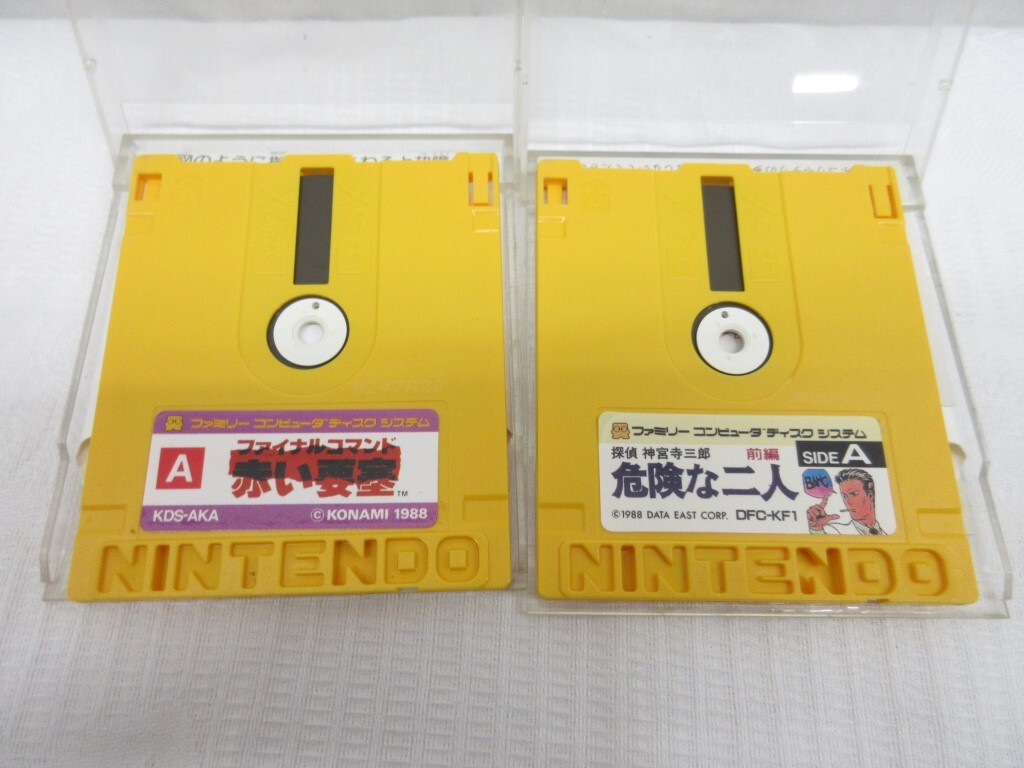 ファミリー コンピュータ ディスク システム
A
ファイナルコマンド
赤い要塞
TM
KDS-AKA
© KONAMI 1988
NINTENDO
ファミリー コンピュータ ディスク システム
探偵 神宮寺三郎 前編
SIDE A
危険な二人
BANG
©1988 DATA EAST CORP. DFC-KF1
NINTENDO